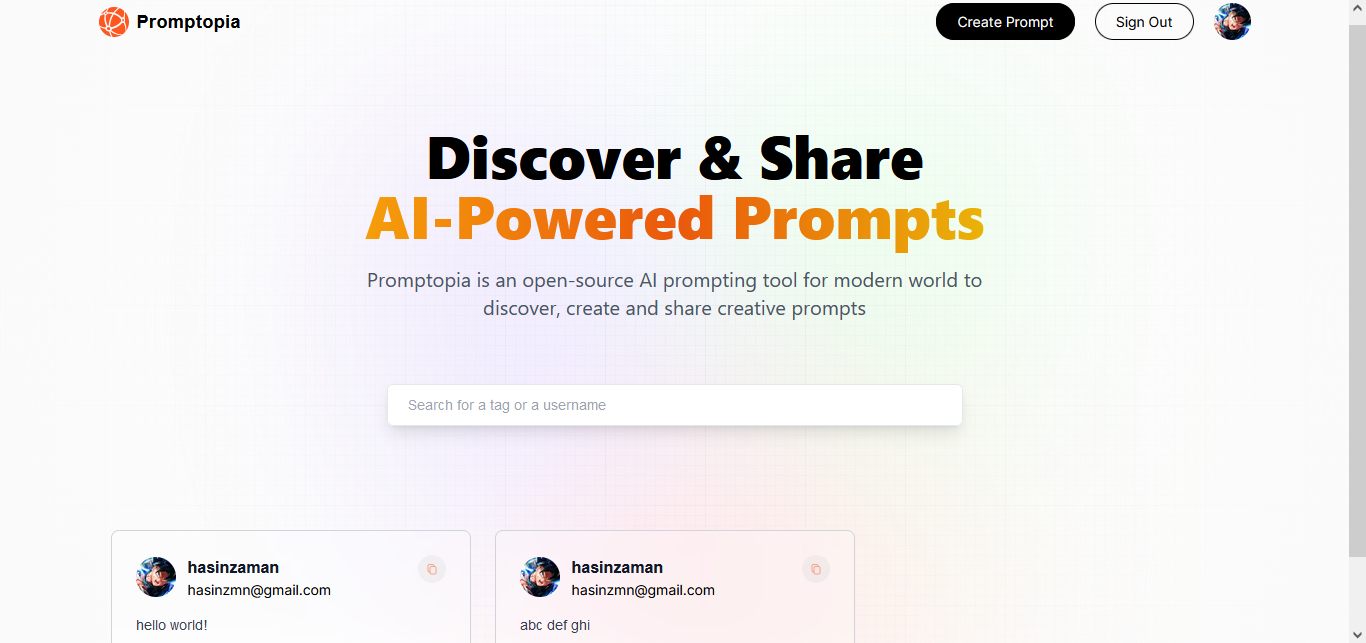 Promptopia
Create Prompt
Sign Out
Discover & Share
AI-Powered Prompts
Promptopia is an open-source AI prompting tool for modern world to
discover, create and share creative prompts
Search for a tag or a username
hasinzaman
hasinzmn@gmail.com
hello world!
hasinzaman
hasinzmn@gmail.com
abc def ghi